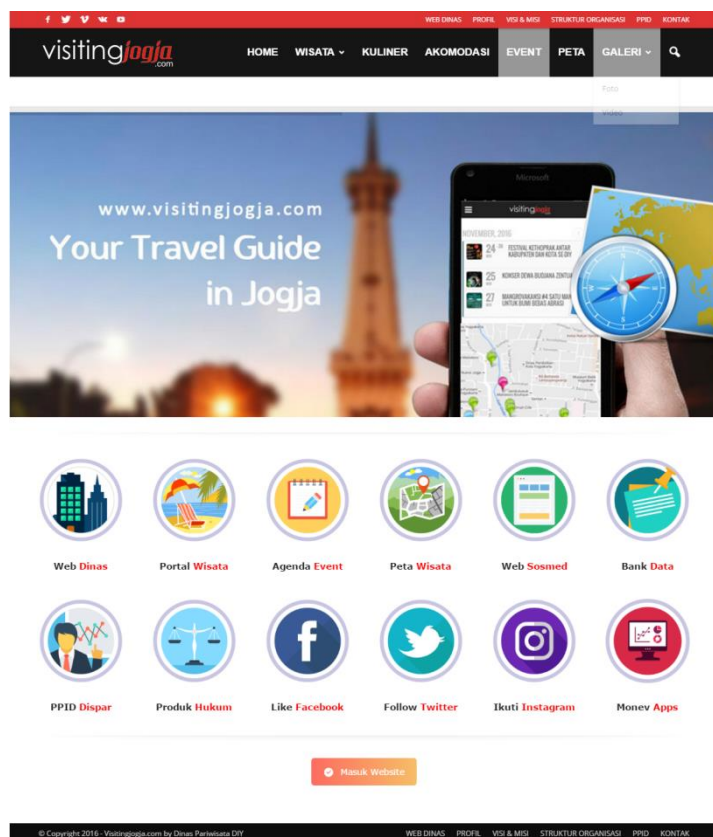 WEB DINAS PROFIL VISI & MISI STRUKTUR ORGANISASI PPID KONTAK
visitingjogja.com
HOME WISATA KULINER AKOMODASI EVENT PETA GALERI
Foto
Video
www.visitingjogja.com
Your Travel Guide
in Jogja
Microsoft
visitingjogja
NOVEMBER, 2016
24 FESTIVAL KETHOPRAK ANTAR
KABUPATEN DAN KOTA SE-DIY
25 KONSER DEWA BUDJANA
27
UNTUK BUMI BEBAS ABRASI
Web Dinas
Portal Wisata
Agenda Event
Peta Wisata
Web Sosmed
Bank Data
PPID Dispar
Produk Hukum
Like Facebook
Follow Twitter
Ikuti Instagram
Monev Apps
Masuk Website
© Copyright 2016 - Visitingjogja.com by Dinas Pariwisata DIY
WEB DINAS PROFIL VISI & MISI STRUKTUR ORGANISASI PPID KONTAK